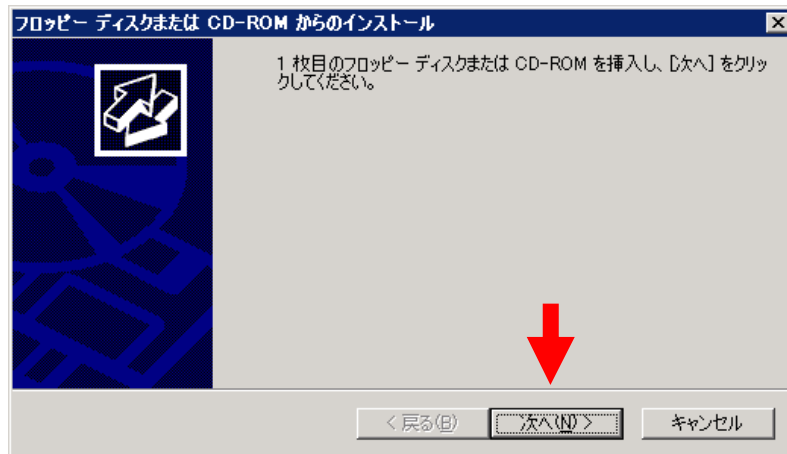 フロッピー ディスクまたは CD-ROM からのインストール
1 枚目のフロッピー ディスクまたは CD-ROM を挿入し、[次へ] をクリッ
クしてください。
< 戻る(B)
次へ(N) >
キャンセル